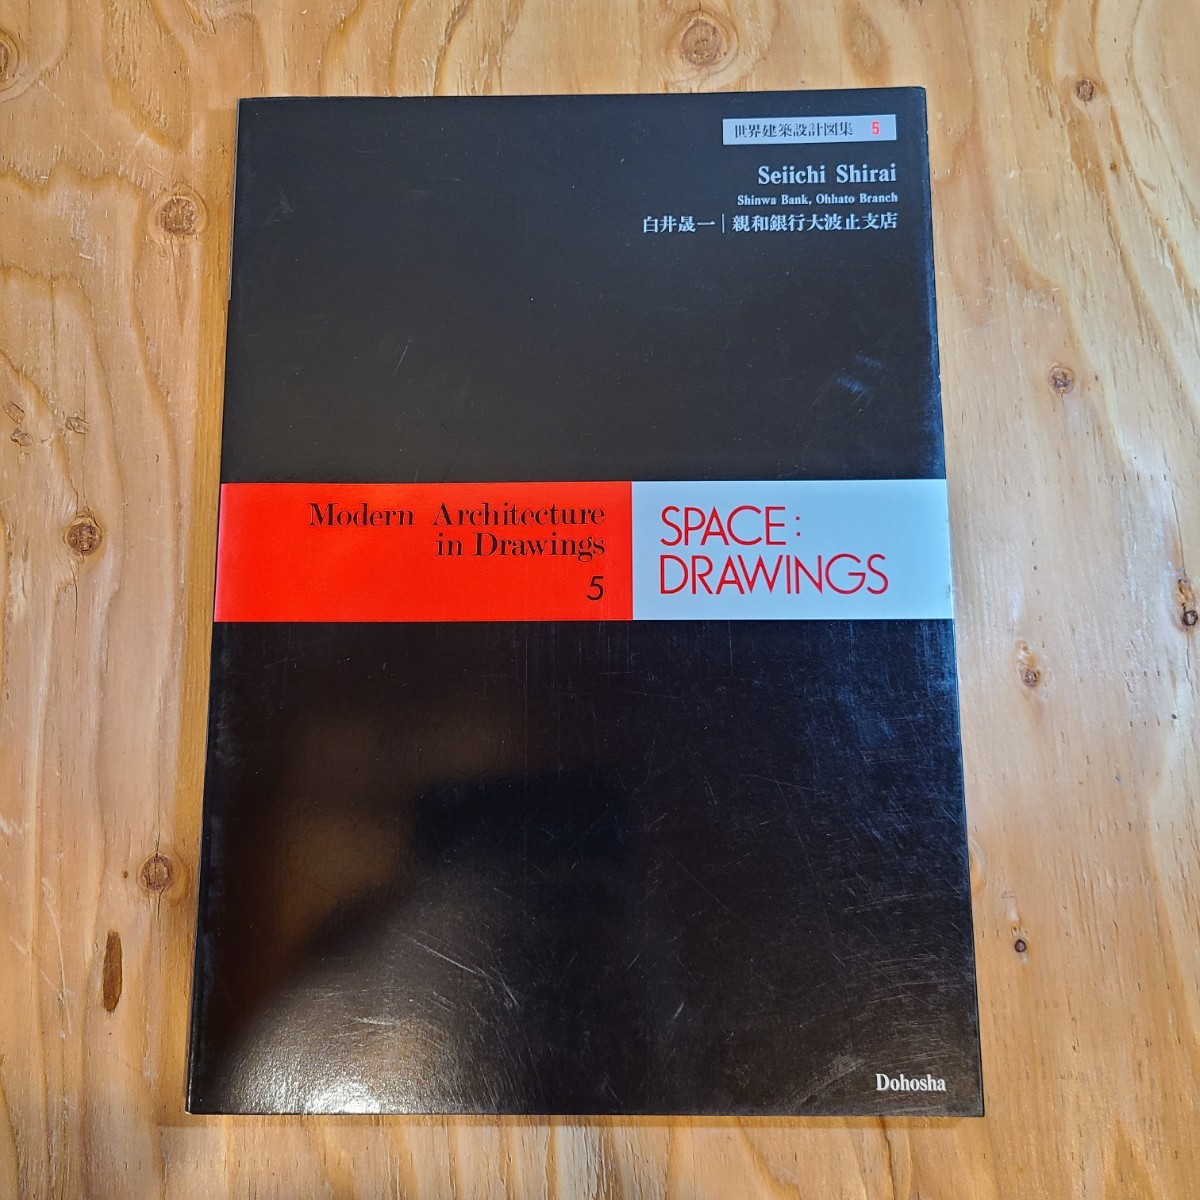 世界建築設計図集 5
Seiichi Shirai
Shinwa Bank, Ohhato Branch
白井晟一|親和銀行大波止支店
Modern Architecture
in Drawings
5
SPACE:
DRAWINGS
Dohosha